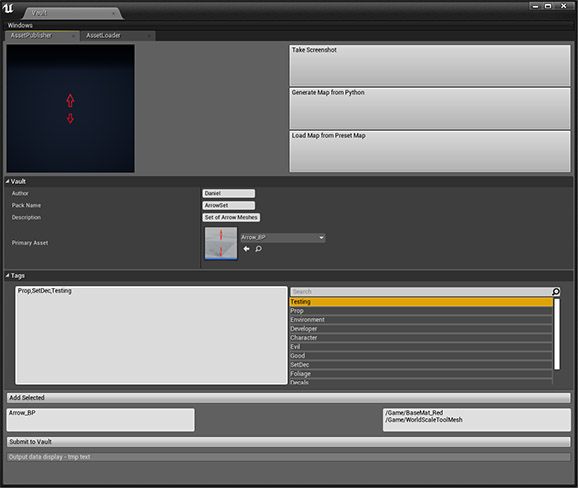 Vault
Windows
AssetPublisher
AssetLoader
Take Screenshot
Generate Map from Python
Load Map from Preset Map
Vault
Author
Daniel
Pack Name
ArrowSet
Description
Set of Arrow Meshes
Primary Asset
Arrow_BP
Tags
Prop,SetDec,Testing
Search
Testing
Prop
Environment
Developer
Character
Evil
Good
SetDec
Foliage
Decals
Add Selected
Arrow_BP
/Game/BaseMat_Red
/Game/WorldScaleToolMesh
Submit to Vault
Output data display - tmp text